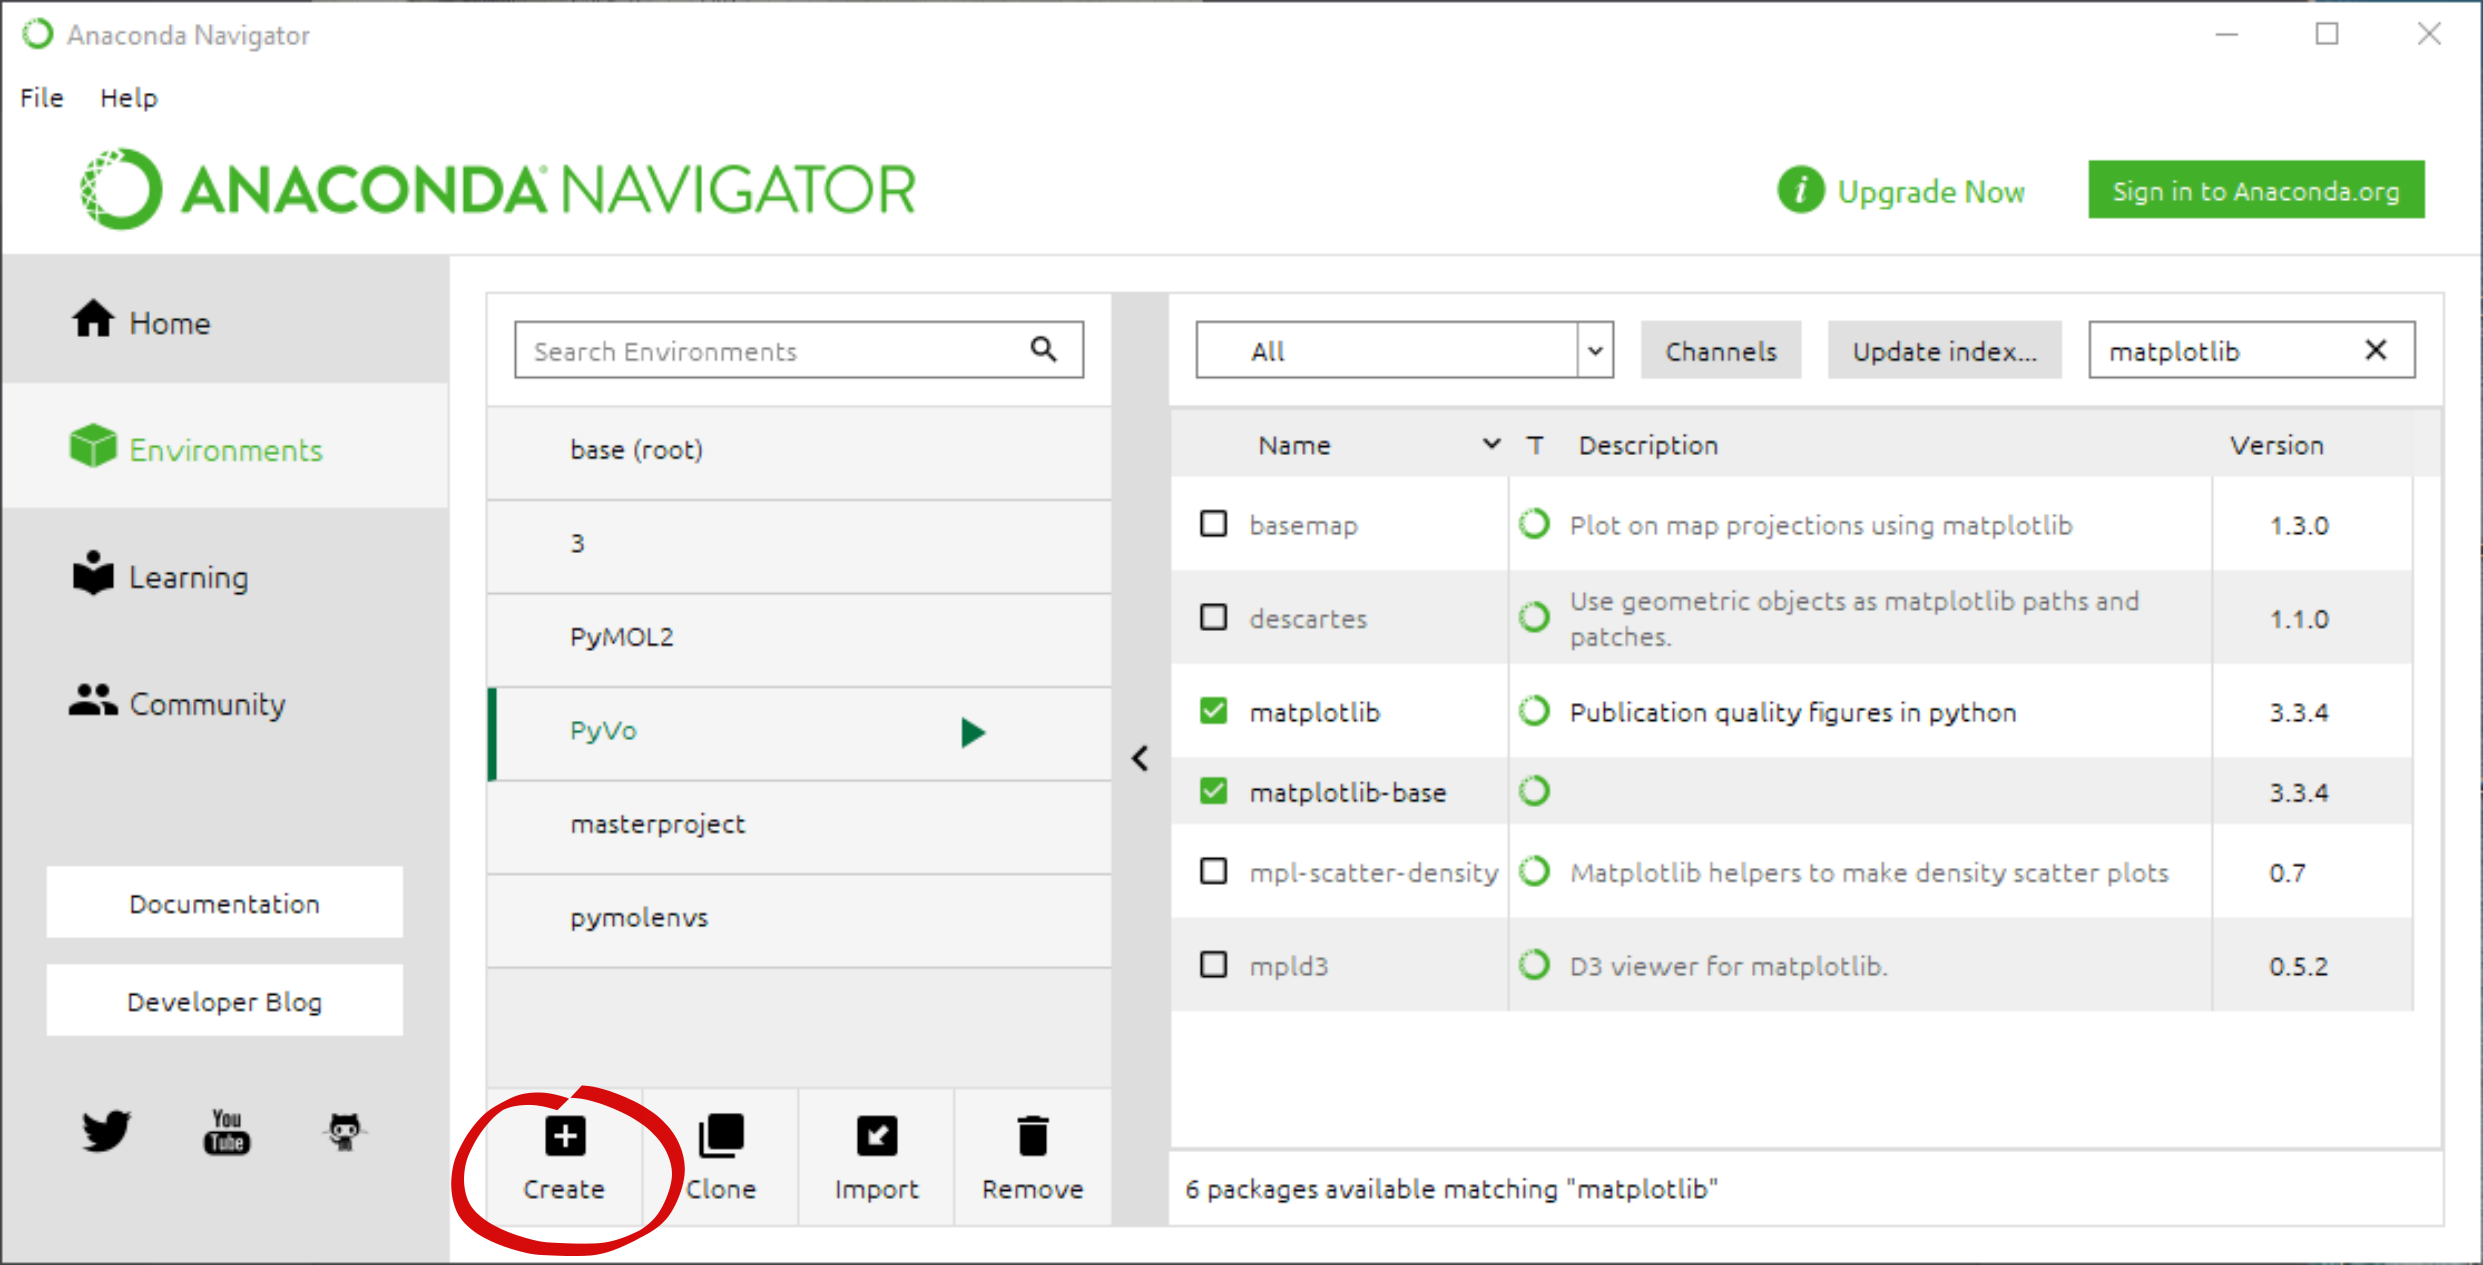 Anaconda Navigator
File Help
ANACONDA NAVIGATOR
i Upgrade Now
Sign in to Anaconda.org
Home
Environments
Learning
Community
Documentation
Developer Blog
You
Tube
Search Environments
base (root)
3
PyMOL2
PyVo
masterproject
pymolenvs
Create Clone Import Remove
All Channels Update index... matplotlib
Name T Description Version
basemap Plot on map projections using matplotlib 1.3.0
descartes Use geometric objects as matplotlib paths and
patches. 1.1.0
matplotlib Publication quality figures in python 3.3.4
matplotlib-base 3.3.4
mpl-scatter-density Matplotlib helpers to make density scatter plots 0.7
mpld3 D3 viewer for matplotlib. 0.5.2
6 packages available matching "matplotlib"